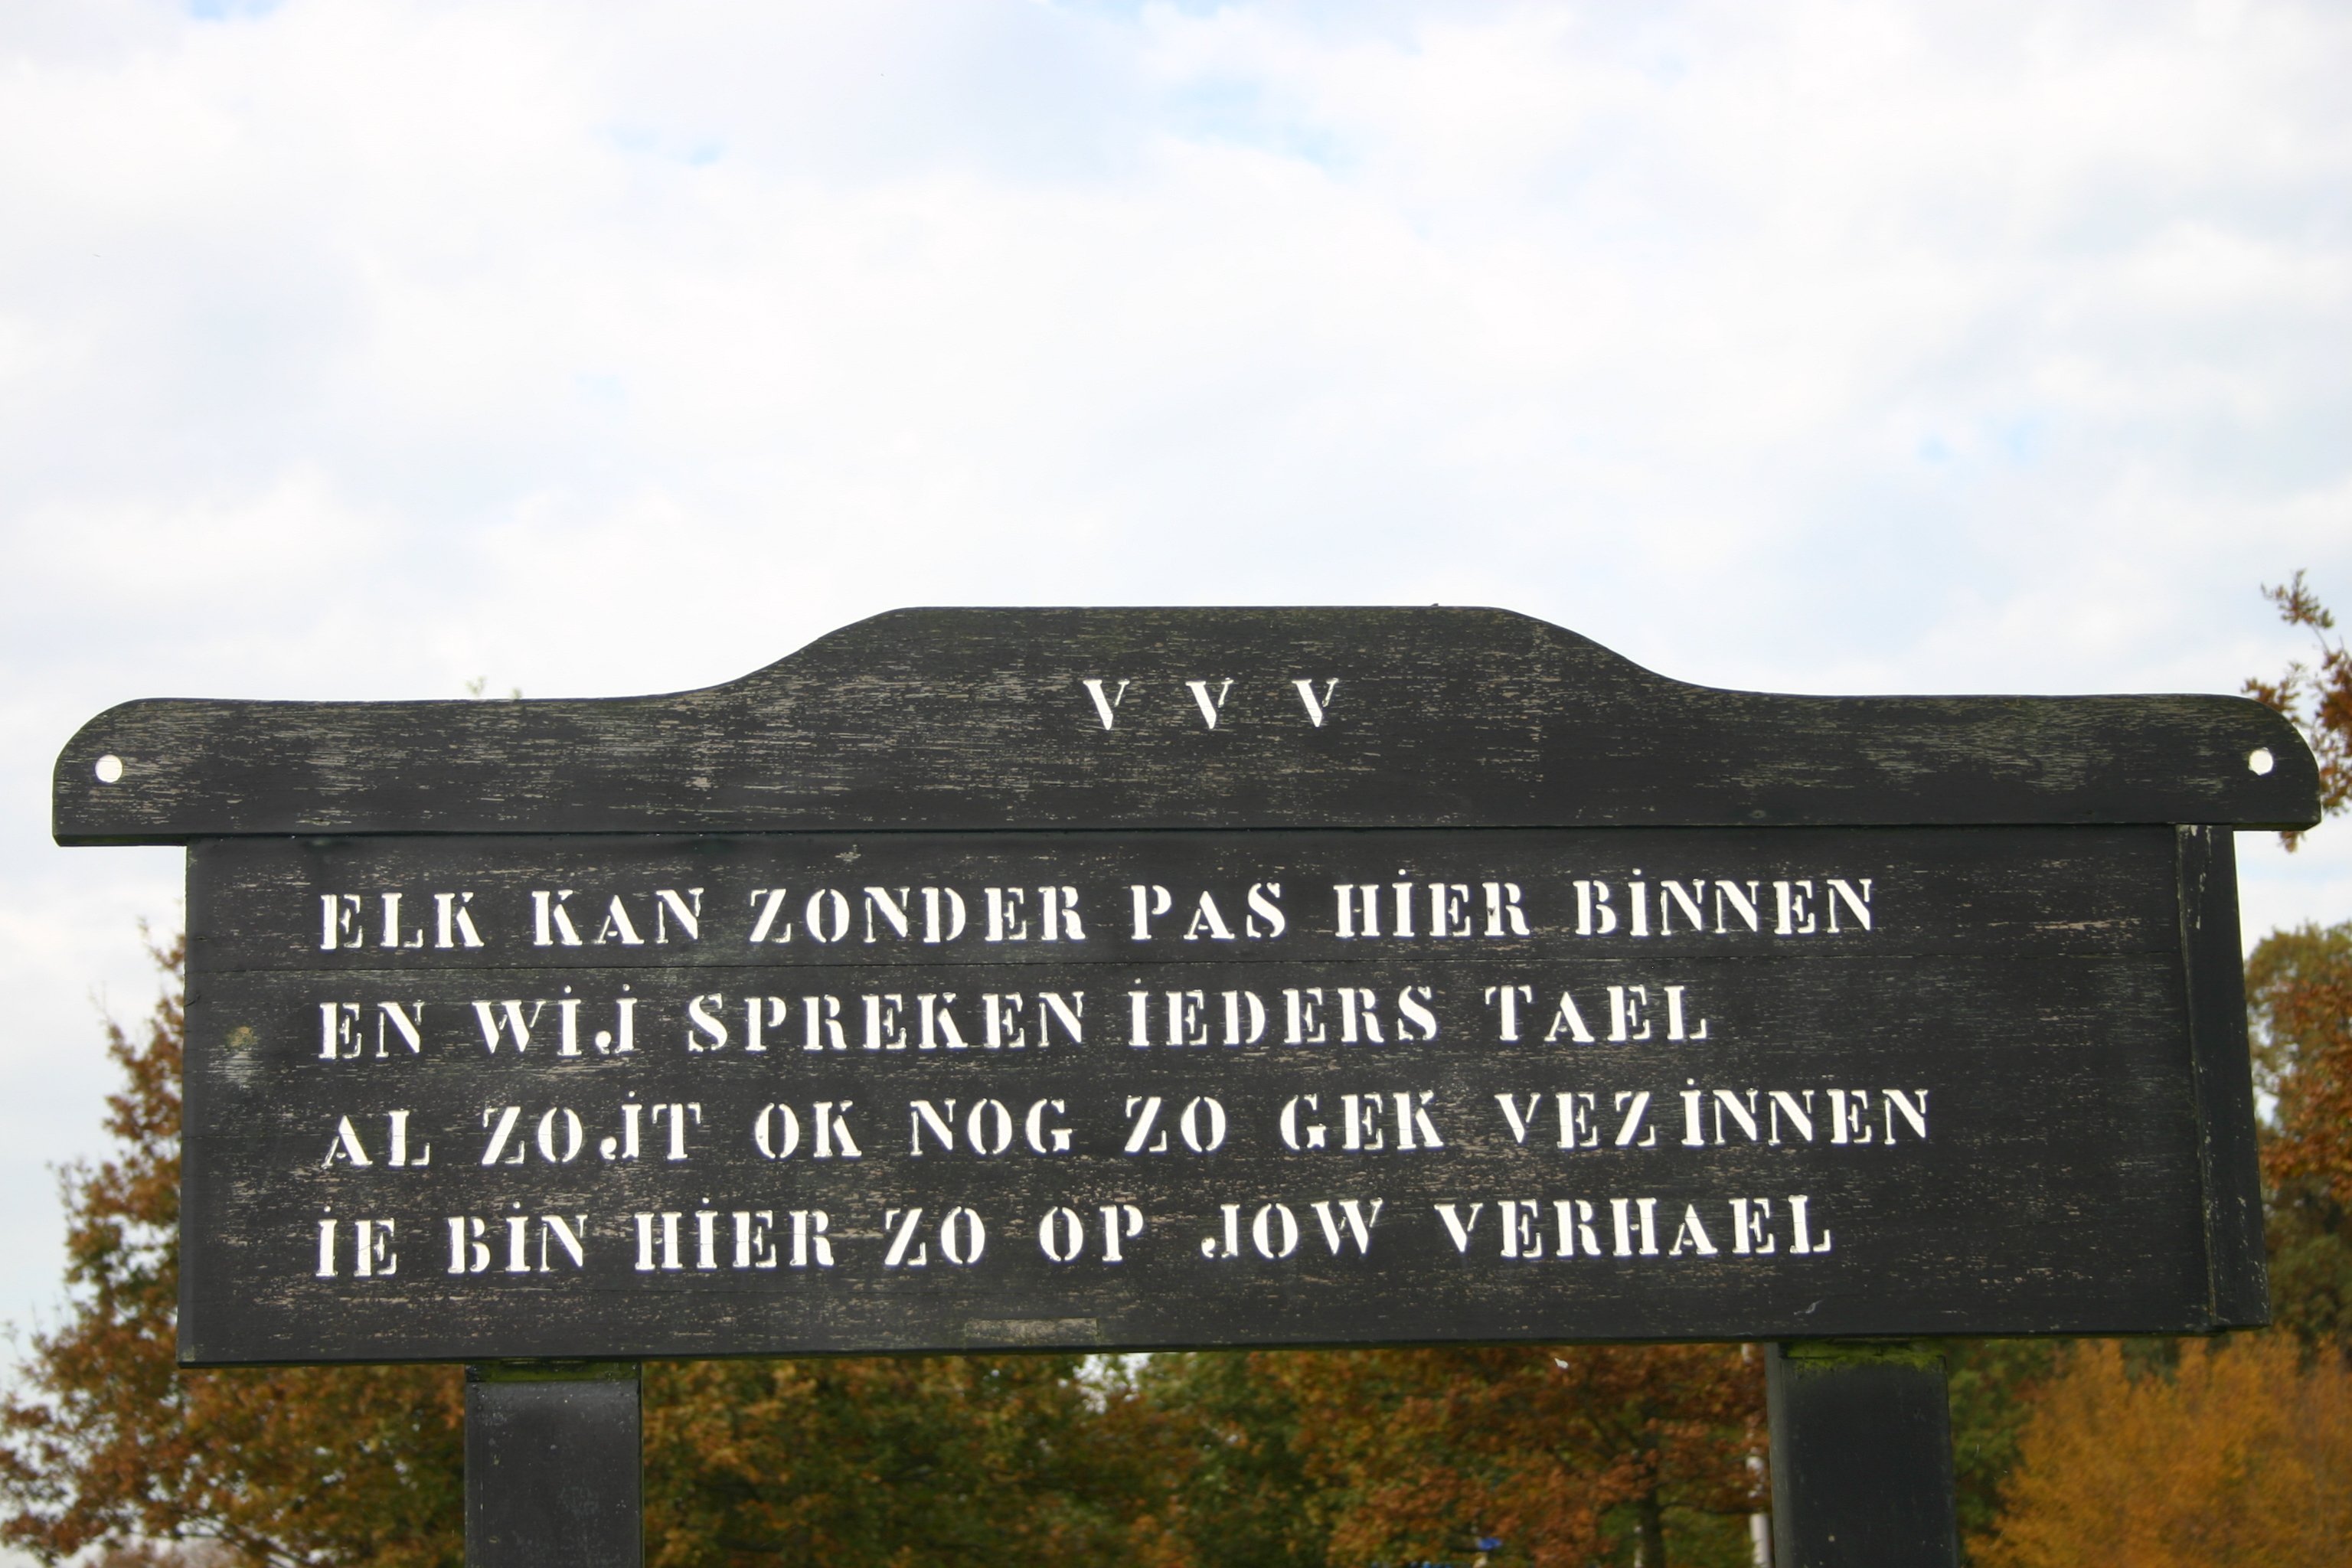 V V V
ELK KAN ZONDER PAS HIER BINNEN
EN WIJ SPREKEN IEDERS TAEL
AL ZOJT OK NOG ZO GEK VEZINNEN
IE BIN HIER ZO OP JOW VERHAEL